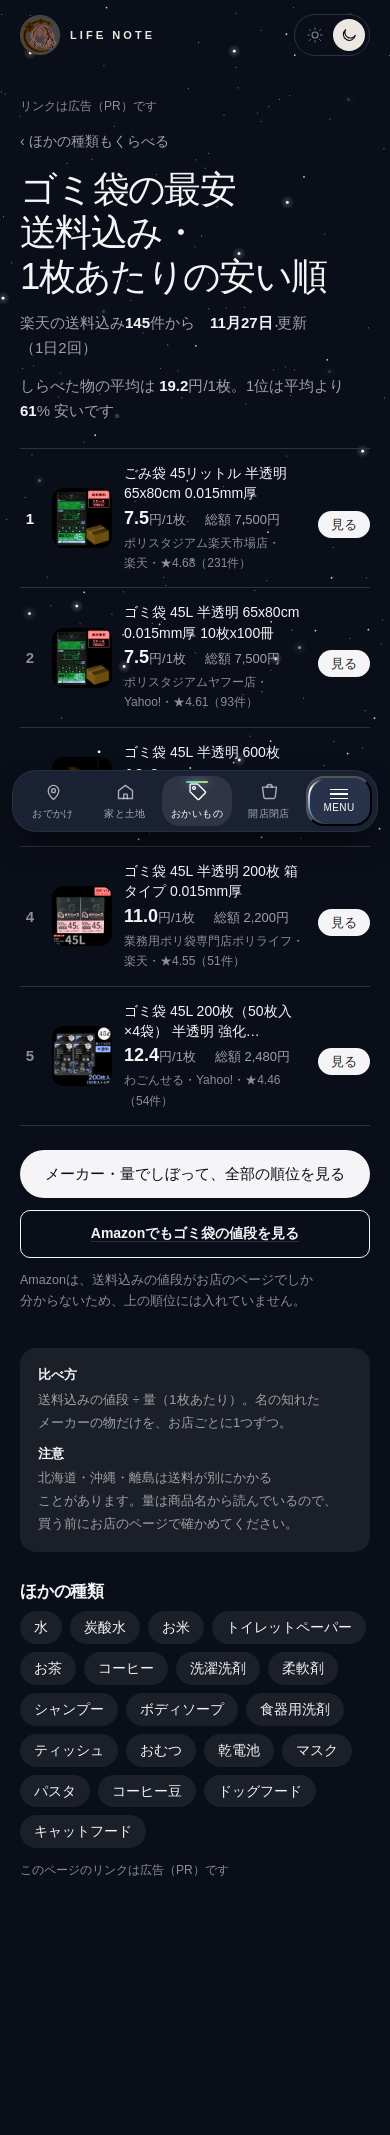 LIFE NOTE
リンクは広告（PR）です
‹ ほかの種類もくらべる
ゴミ袋の最安
送料込み・
1枚あたりの安い順
楽天の送料込み145件から 11月27日 更新
（1日2回）
しらべた物の平均は 19.2円/1枚。1位は平均より
61% 安いです。
1
ごみ袋 45リットル 半透明
65x80cm 0.015mm厚
7.5円/1枚 総額 7,500円
ポリスタジアム楽天市場店・
楽天・★4.68（231件）
見る
2
ゴミ袋 45L 半透明 65x80cm
0.015mm厚 10枚x100冊
7.5円/1枚 総額 7,500円
ポリスタジアムヤフー店・
Yahoo!・★4.61（93件）
見る
ゴミ袋 45L 半透明 600枚
おでかけ
家と土地
おかいもの
開店閉店
MENU
4
ゴミ袋 45L 半透明 200枚 箱
タイプ 0.015mm厚
11.0円/1枚 総額 2,200円
業務用ポリ袋専門店ポリライフ・
楽天・★4.55（51件）
見る
45L
5
ゴミ袋 45L 200枚（50枚入
×4袋） 半透明 強化…
12.4円/1枚 総額 2,480円
わごんせる・Yahoo!・★4.46
（54件）
見る
200枚
メーカー・量でしぼって、全部の順位を見る
Amazonでもゴミ袋の値段を見る
Amazonは、送料込みの値段がお店のページでしか
分からないため、上の順位には入れていません。
比べ方
送料込みの値段 ÷ 量（1枚あたり）。名の知れた
メーカーの物だけを、お店ごとに1つずつ。
注意
北海道・沖縄・離島は送料が別にかかる
ことがあります。量は商品名から読んでいるので、
買う前にお店のページで確かめてください。
ほかの種類
水 炭酸水 お米 トイレットペーパー
お茶 コーヒー 洗濯洗剤 柔軟剤
シャンプー ボディソープ 食器用洗剤
ティッシュ おむつ 乾電池 マスク
パスタ コーヒー豆 ドッグフード
キャットフード
このページのリンクは広告（PR）です